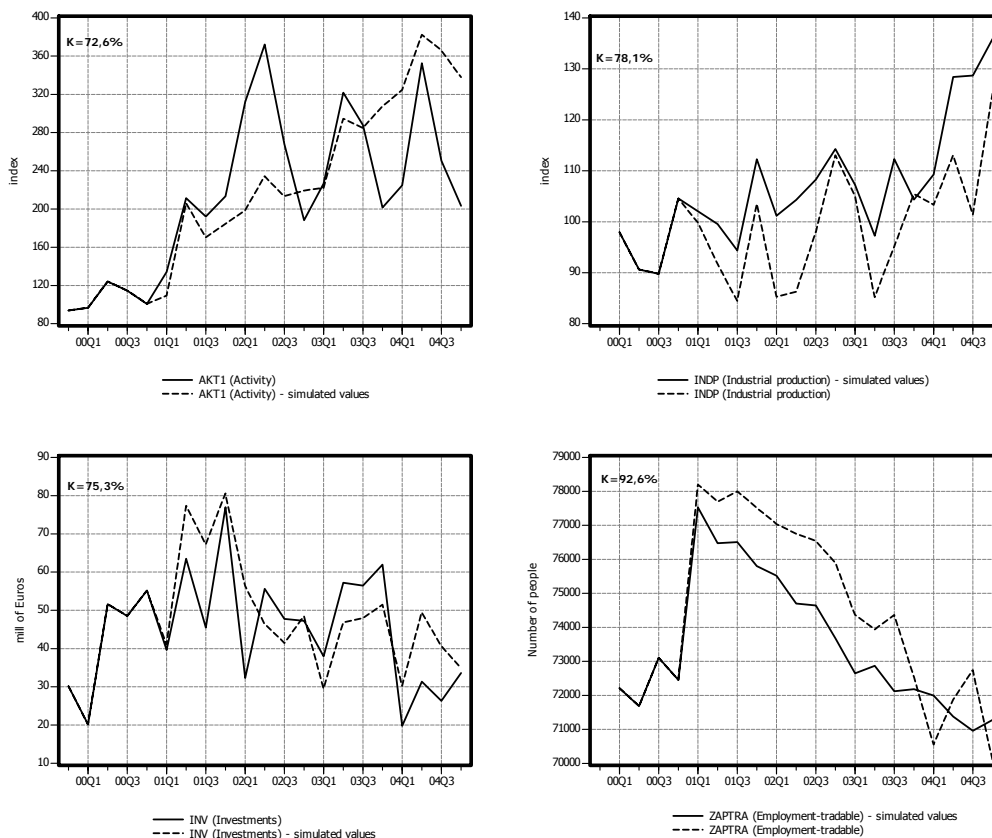 400
360
320
280
240
200
160
120
80
index
K=72,6%
00Q1 00Q3 01Q1 01Q3 02Q1 02Q3 03Q1 03Q3 04Q1 04Q3
AKT1 (Activity)
AKT1 (Activity) - simulated values
140
130
120
110
100
90
80
index
K=78,1%
00Q1 00Q3 01Q1 01Q3 02Q1 02Q3 03Q1 03Q3 04Q1 04Q3
INDP (Industrial production) - simulated values)
INDP (Industrial production)
90
80
70
60
50
40
30
20
10
mill of Euros
K=75,3%
00Q1 00Q3 01Q1 01Q3 02Q1 02Q3 03Q1 03Q3 04Q1 04Q3
INV (Investments)
INV (Investments) - simulated values
79000
78000
77000
76000
75000
74000
73000
72000
71000
70000
Number of people
K=92,6%
00Q1 00Q3 01Q1 01Q3 02Q1 02Q3 03Q1 03Q3 04Q1 04Q3
ZAPTRA (Employment-tradable) - simulated values
ZAPTRA (Employment-tradable)